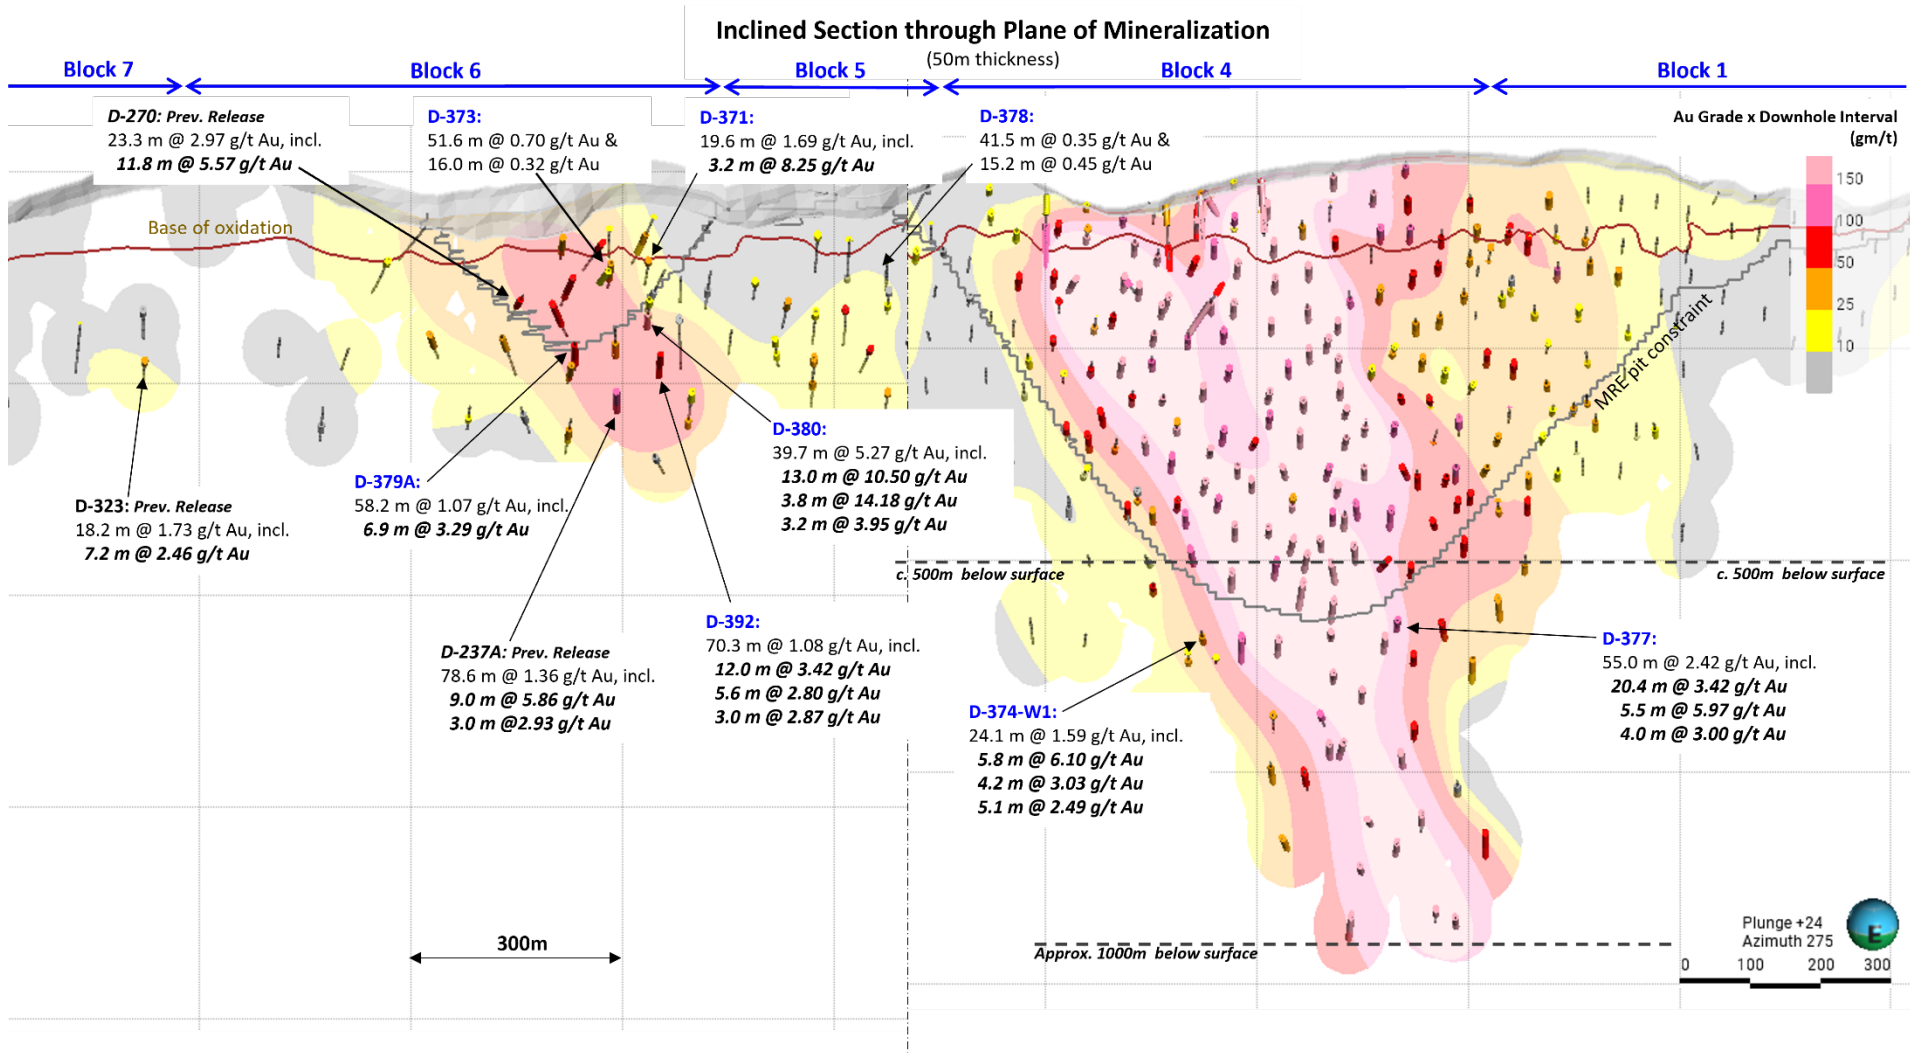 Inclined Section through Plane of Mineralization
(50m thickness)
Block 7
Block 6
Block 5
Block 4
Block 1
D-270: Prev. Release
23.3 m @ 2.97 g/t Au, incl.
11.8 m @ 5.57 g/t Au
D-373:
51.6 m @ 0.70 g/t Au &
16.0 m @ 0.32 g/t Au
D-371:
19.6 m @ 1.69 g/t Au, incl.
3.2 m @ 8.25 g/t Au
D-378:
41.5 m @ 0.35 g/t Au &
15.2 m @ 0.45 g/t Au
Au Grade x Downhole Interval
(gm/t)
150
100
50
25
10
Base of oxidation
MRE pit constraint
D-323: Prev. Release
18.2 m @ 1.73 g/t Au, incl.
7.2 m @ 2.46 g/t Au
D-379A:
58.2 m @ 1.07 g/t Au, incl.
6.9 m @ 3.29 g/t Au
D-380:
39.7 m @ 5.27 g/t Au, incl.
13.0 m @ 10.50 g/t Au
3.8 m @ 14.18 g/t Au
3.2 m @ 3.95 g/t Au
c. 500m below surface
c. 500m below surface
D-237A: Prev. Release
78.6 m @ 1.36 g/t Au, incl.
9.0 m @ 5.86 g/t Au
3.0 m @2.93 g/t Au
D-392:
70.3 m @ 1.08 g/t Au, incl.
12.0 m @ 3.42 g/t Au
5.6 m @ 2.80 g/t Au
3.0 m @ 2.87 g/t Au
D-374-W1:
24.1 m @ 1.59 g/t Au, incl.
5.8 m @ 6.10 g/t Au
4.2 m @ 3.03 g/t Au
5.1 m @ 2.49 g/t Au
D-377:
55.0 m @ 2.42 g/t Au, incl.
20.4 m @ 3.42 g/t Au
5.5 m @ 5.97 g/t Au
4.0 m @ 3.00 g/t Au
300m
Approx. 1000m below surface
Plunge +24
Azimuth 275
E
0 100 200 300